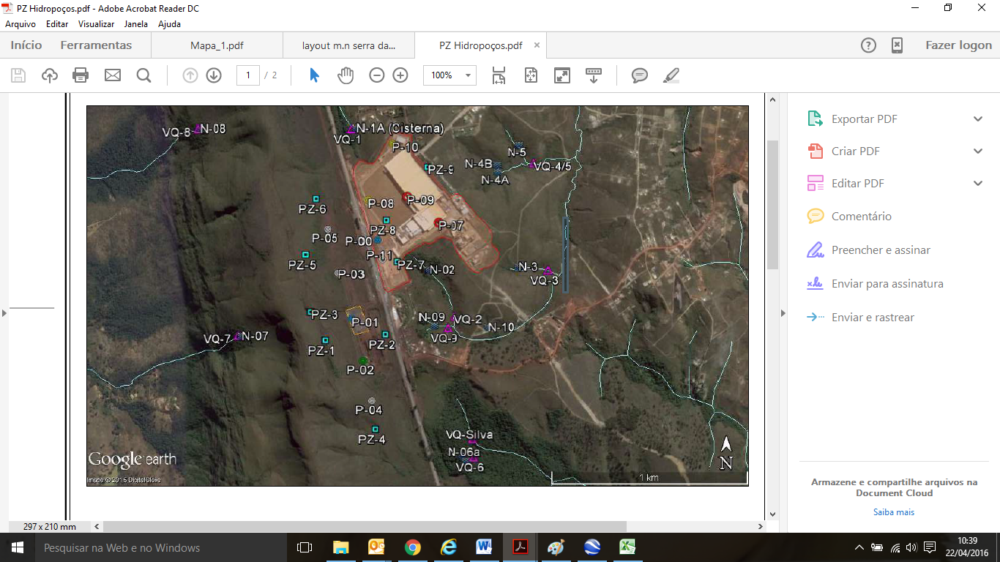 PZ Hidropoços.pdf - Adobe Acrobat Reader DC
Arquivo Editar Visualizar Janela Ajuda
Início Ferramentas Mapa_1.pdf layout m.n serra da... PZ Hidropoços.pdf × Fazer logon
1 / 2 100%
VQ-8 N-08
N-1A (Cisterna)
VQ-1
P-10
N-5
N-4B
VQ-4/5
PZ-9
N-4A
P-09
P-08
PZ-6
P-07
PZ-8
P-05
P-00
P-11
PZ-5
PZ-7
N-02
N-3
P-03
VQ-3
PZ-3
N-09
VQ-2
P-01
N-10
VQ-7 N-07
VQ-9
PZ-2
PZ-1
P-02
P-04
VQ-Silva
PZ-4
N-06a
VQ-6
Google earth
N
1 km
Exportar PDF
Criar PDF
Editar PDF
Comentário
Preencher e assinar
Enviar para assinatura
Enviar e rastrear
Armazene e compartilhe arquivos na
Document Cloud
Saiba mais
297 x 210 mm
Pesquisar na Web e no Windows
10:39
22/04/2016